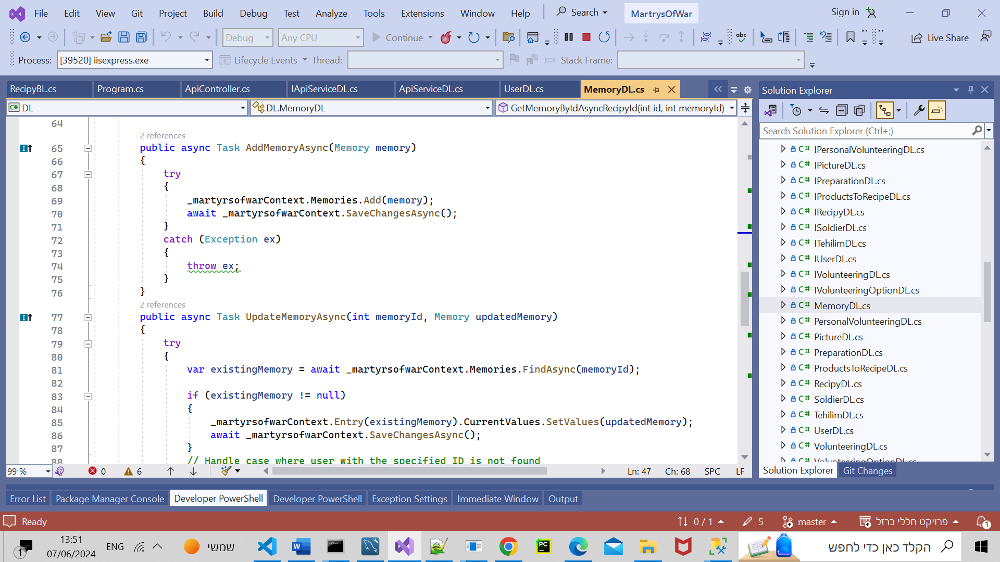 File Edit View Git Project Build Debug Test Analyze Tools Extensions Window Help Search MartrysOfWar Sign in
Debug Any CPU Continue Live Share
Process: [39520] iisexpress.exe Lifecycle Events Thread: Stack Frame:
RecipyBL.cs Program.cs ApiController.cs IApiServiceDL.cs ApiServiceDL.cs UserDL.cs MemoryDL.cs
DL DL.MemoryDL GetMemoryByIdAsyncRecipyId(int id, int memoryId)
64
2 references
65 public async Task AddMemoryAsync(Memory memory)
66 {
67 try
68 {
69 _martyrsofwarContext.Memories.Add(memory);
70 await _martyrsofwarContext.SaveChangesAsync();
71 }
72 catch (Exception ex)
73 {
74 throw ex;
75 }
76 }
2 references
77 public async Task UpdateMemoryAsync(int memoryId, Memory updatedMemory)
78 {
79 try
80 {
81 var existingMemory = await _martyrsofwarContext.Memories.FindAsync(memoryId);
82
83 if (existingMemory != null)
84 {
85 _martyrsofwarContext.Entry(existingMemory).CurrentValues.SetValues(updatedMemory);
86 await _martyrsofwarContext.SaveChangesAsync();
87 }
88 // Handle case where user with the specified ID is not found
99 % 0 6 Ln: 47 Ch: 68 SPC LF
Solution Explorer
Search Solution Explorer (Ctrl+;)
C# IPersonalVolunteeringDL.cs
C# IPictureDL.cs
C# IPreparationDL.cs
C# IProductsToRecipeDL.cs
C# IRecipyDL.cs
C# ISoldierDL.cs
C# ITehilimDL.cs
C# IUserDL.cs
C# IVolunteeringDL.cs
C# IVolunteeringOptionDL.cs
C# MemoryDL.cs
C# PersonalVolunteeringDL.cs
C# PictureDL.cs
C# PreparationDL.cs
C# ProductsToRecipeDL.cs
C# RecipyDL.cs
C# SoldierDL.cs
C# TehilimDL.cs
C# UserDL.cs
C# VolunteeringDL.cs
C# VolunteeringOptionDL.cs
Solution Explorer Git Changes
Error List Package Manager Console Developer PowerShell Developer PowerShell Exception Settings Immediate Window Output
Ready 0 / 1 5 master פרויקט חללי ברזל 1
1 13:51 07/06/2024 ENG שמשי הקלד כאן כדי לחפש